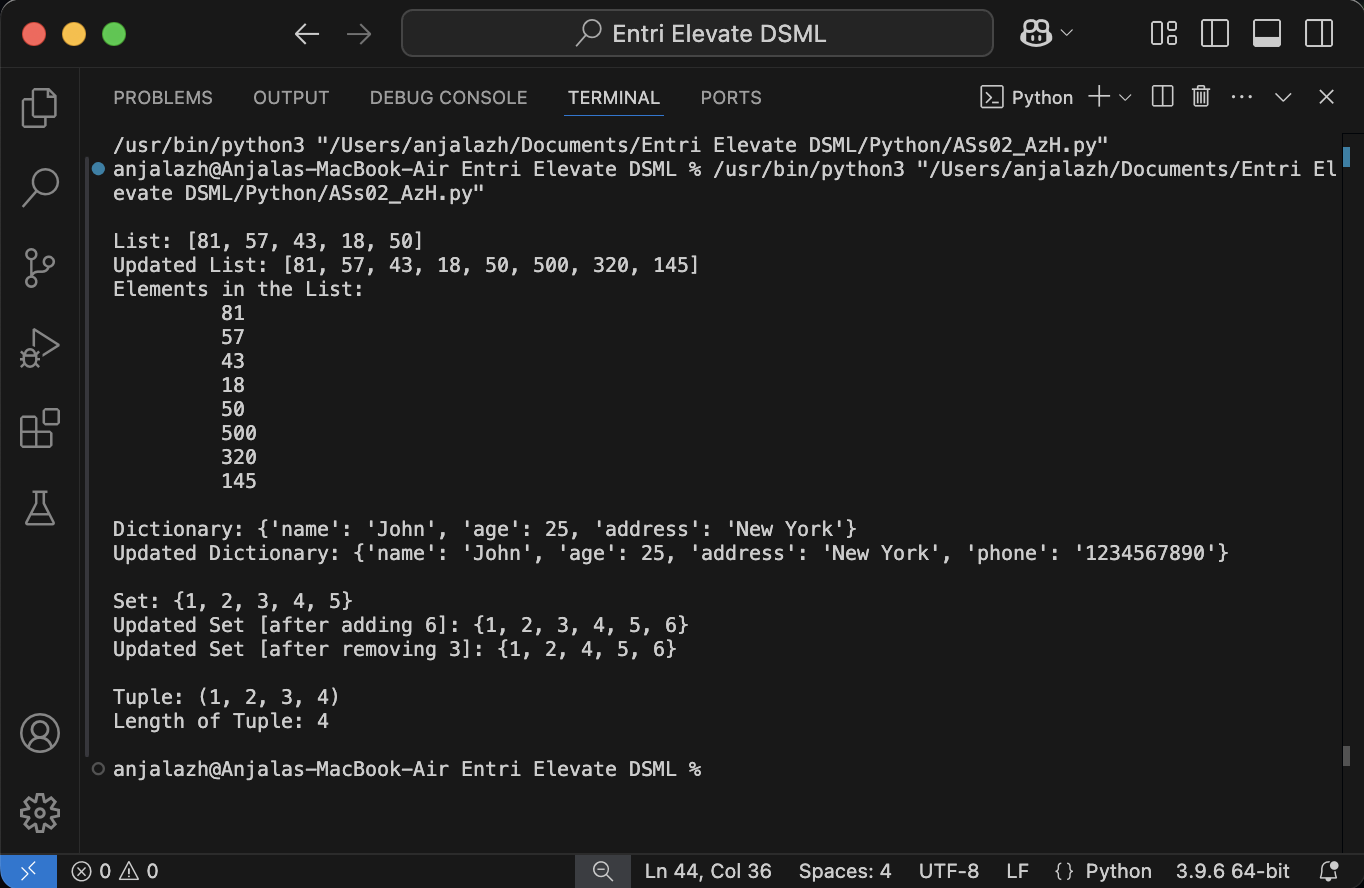 Entri Elevate DSML
PROBLEMS OUTPUT DEBUG CONSOLE TERMINAL PORTS Python
/usr/bin/python3 "/Users/anjalazh/Documents/Entri Elevate DSML/Python/ASs02_AzH.py"
anjalazh@Anjalas-MacBook-Air Entri Elevate DSML % /usr/bin/python3 "/Users/anjalazh/Documents/Entri El
evate DSML/Python/ASs02_AzH.py"
List: [81, 57, 43, 18, 50]
Updated List: [81, 57, 43, 18, 50, 500, 320, 145]
Elements in the List:
81
57
43
18
50
500
320
145
Dictionary: {'name': 'John', 'age': 25, 'address': 'New York'}
Updated Dictionary: {'name': 'John', 'age': 25, 'address': 'New York', 'phone': '1234567890'}
Set: {1, 2, 3, 4, 5}
Updated Set [after adding 6]: {1, 2, 3, 4, 5, 6}
Updated Set [after removing 3]: {1, 2, 4, 5, 6}
Tuple: (1, 2, 3, 4)
Length of Tuple: 4
anjalazh@Anjalas-MacBook-Air Entri Elevate DSML %
0 0 Ln 44, Col 36 Spaces: 4 UTF-8 LF {} Python 3.9.6 64-bit